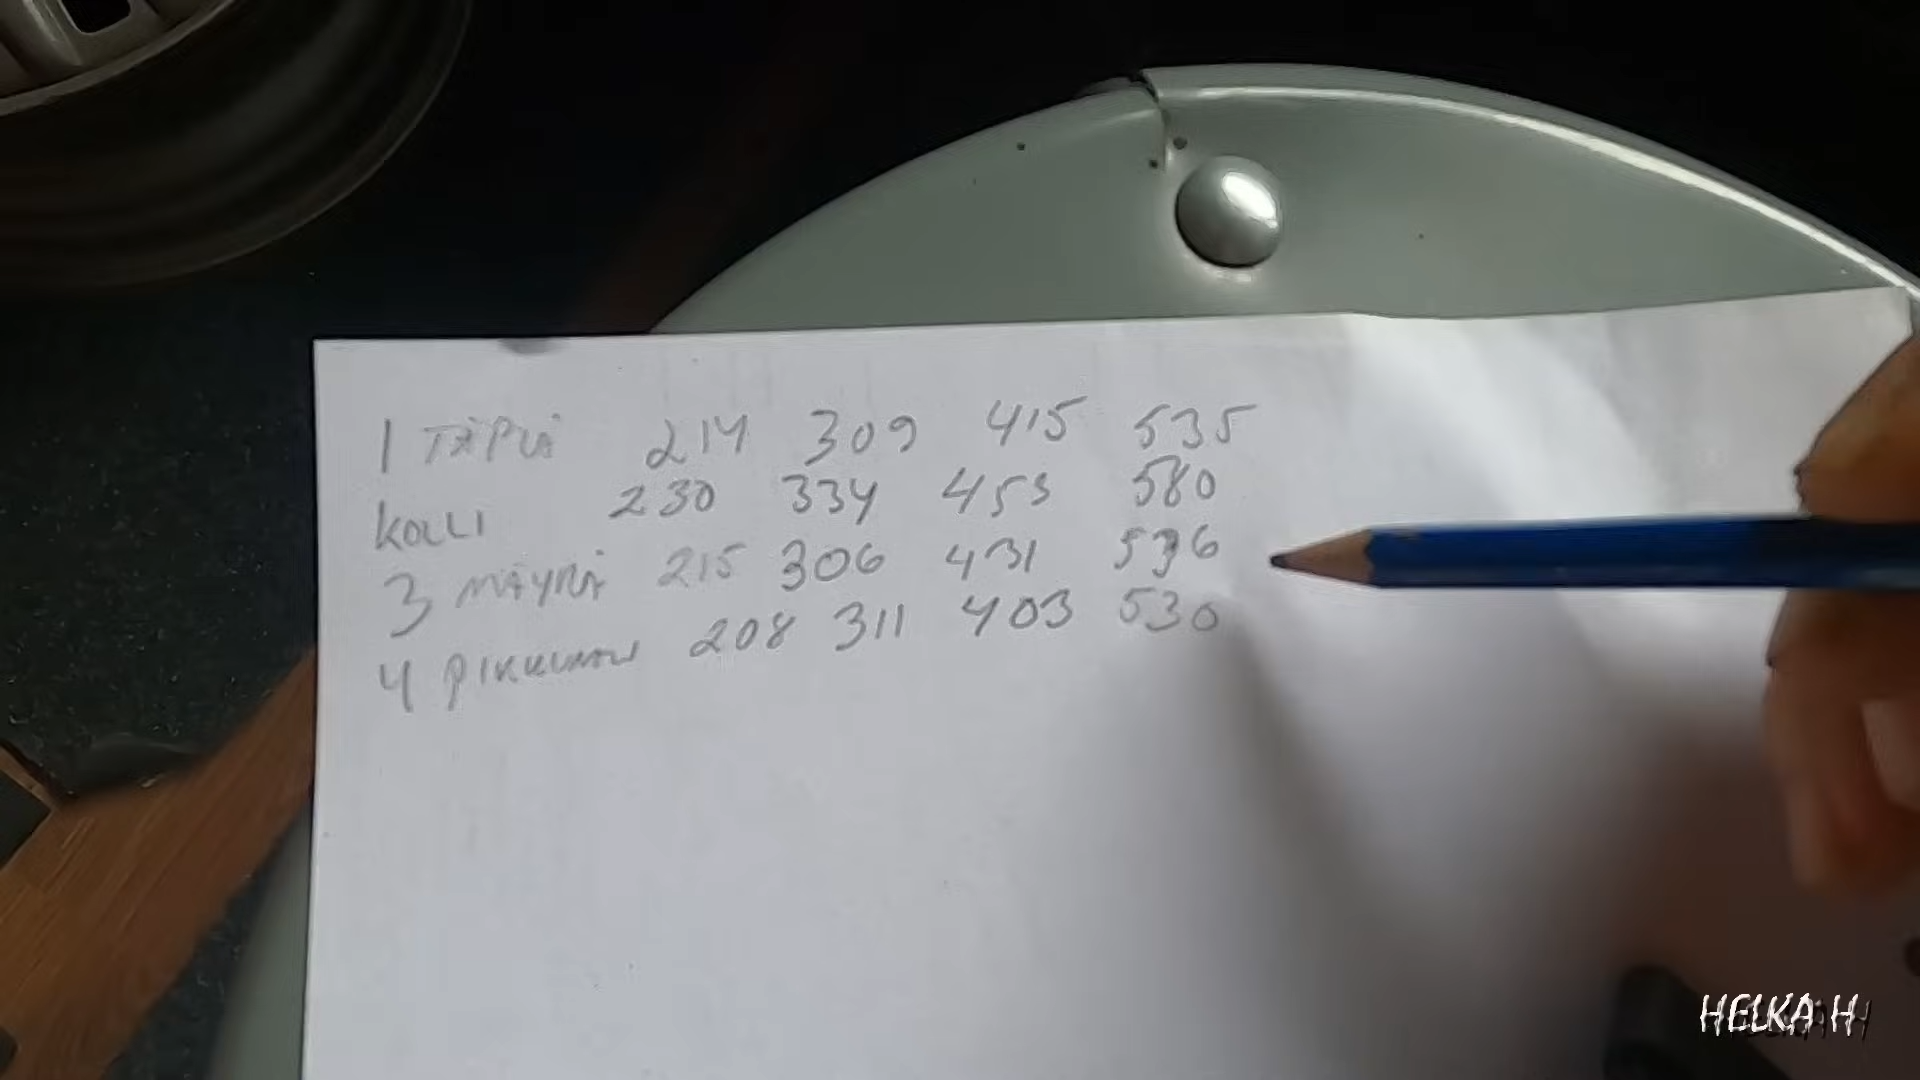 1 TÄPLÄ 214 309 415 535
KOLLI 230 334 453 580
3 MÄYRÄ 215 306 431 536
4 208 311 403 530
HELKA H